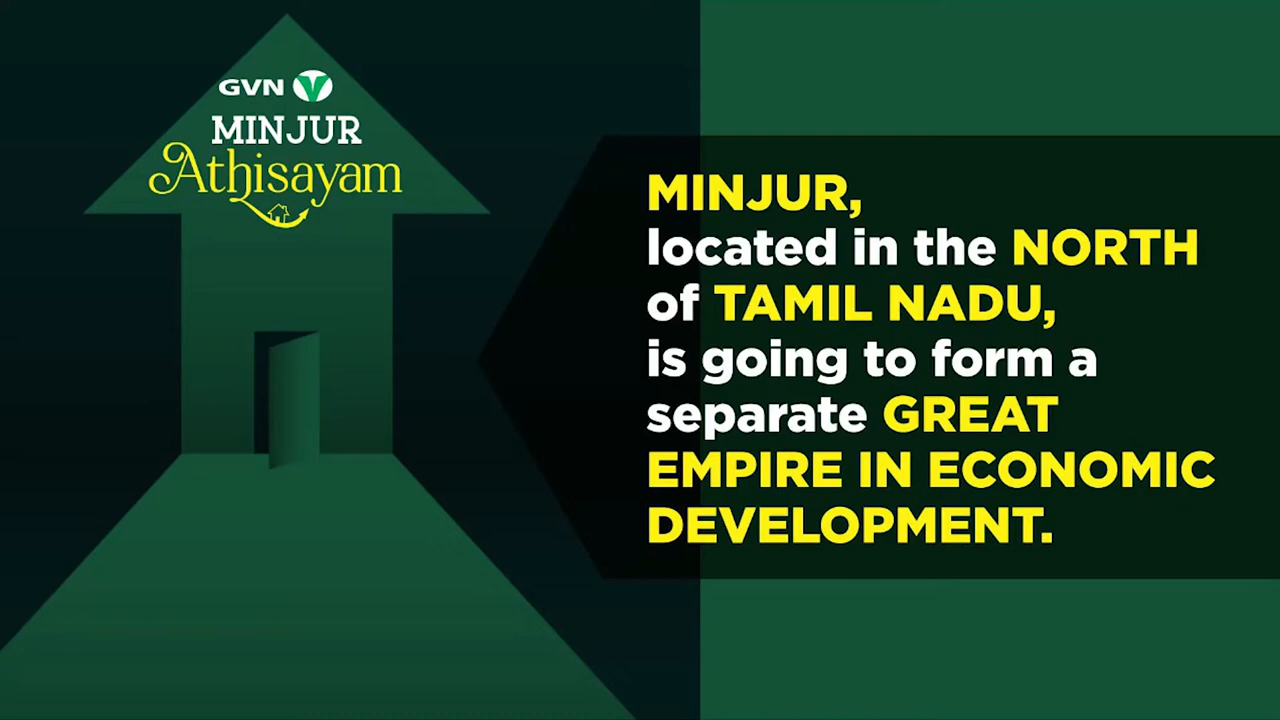 GVN
MINJUR
Athisayam
MINJUR,
located in the NORTH
of TAMIL NADU,
is going to form a
separate GREAT
EMPIRE IN ECONOMIC
DEVELOPMENT.